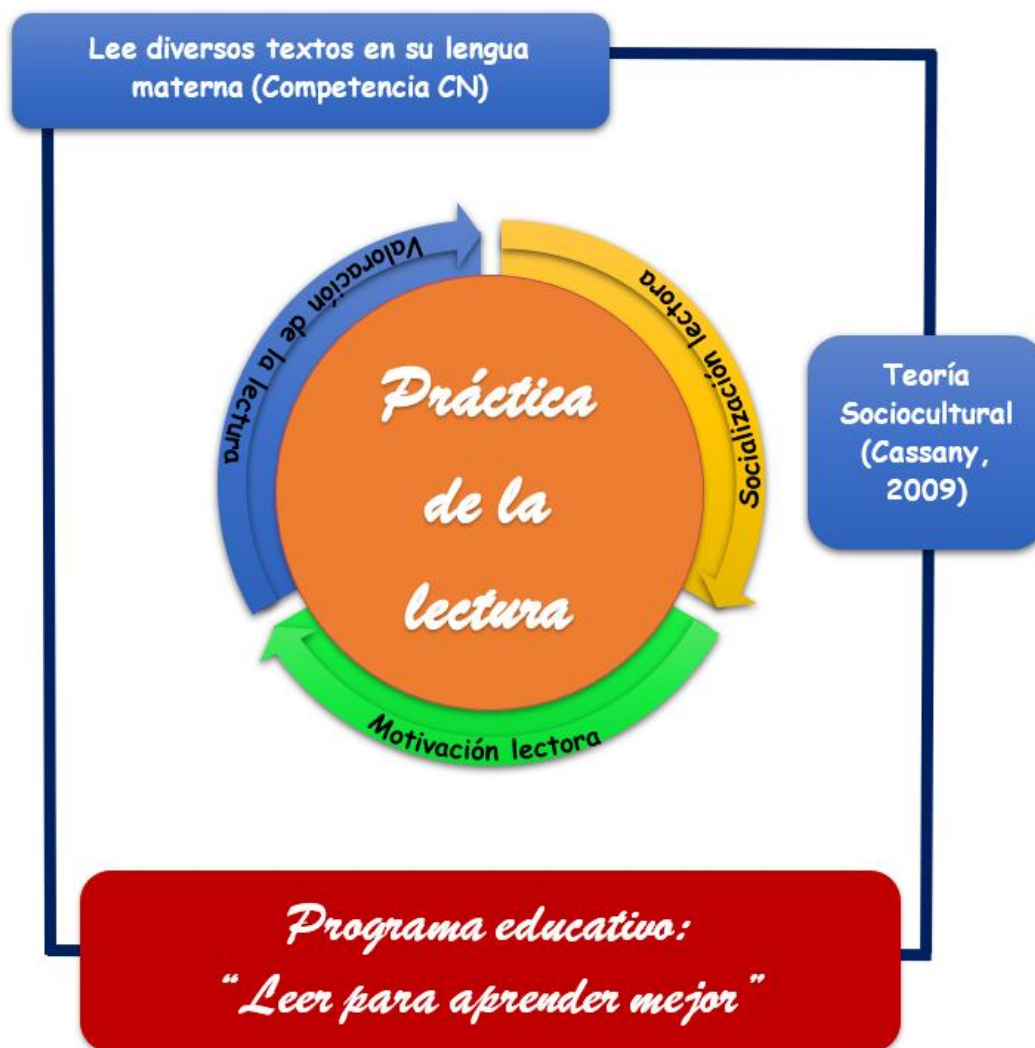 Lee diversos textos en su lengua
materna (Competencia CN)
Valoración de la lectura
Socialización lectora
Práctica
de la
lectura
Teoría
Sociocultural
(Cassany,
2009)
Motivación lectora
Programa educativo:
“Leer para aprender mejor”